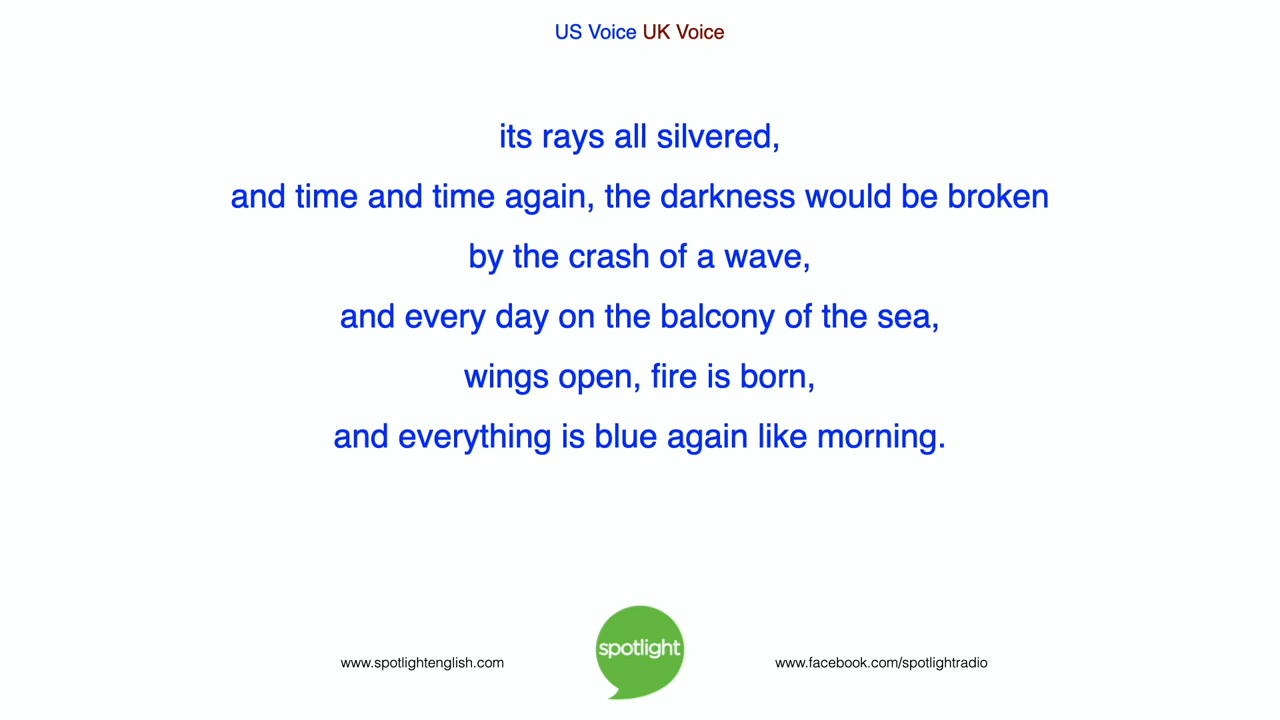 US Voice UK Voice
its rays all silvered,
and time and time again, the darkness would be broken
by the crash of a wave,
and every day on the balcony of the sea,
wings open, fire is born,
and everything is blue again like morning.
spotlight
www.spotlightenglish.com
www.facebook.com/spotlightradio